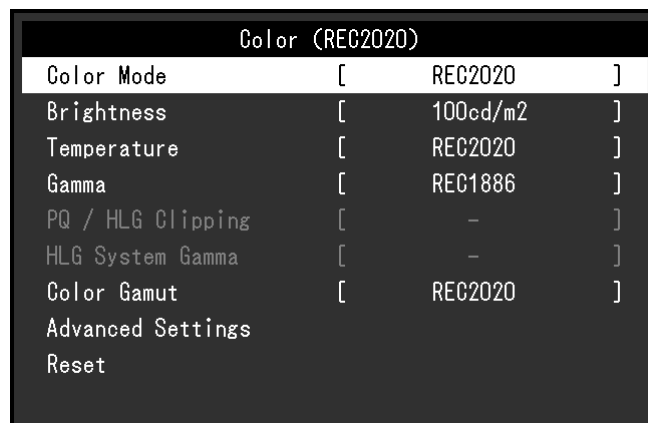 Color (REC2020)
Color Mode [ REC2020 ]
Brightness [ 100cd/m2 ]
Temperature [ REC2020 ]
Gamma [ REC1886 ]
PQ / HLG Clipping [ - ]
HLG System Gamma [ - ]
Color Gamut [ REC2020 ]
Advanced Settings
Reset